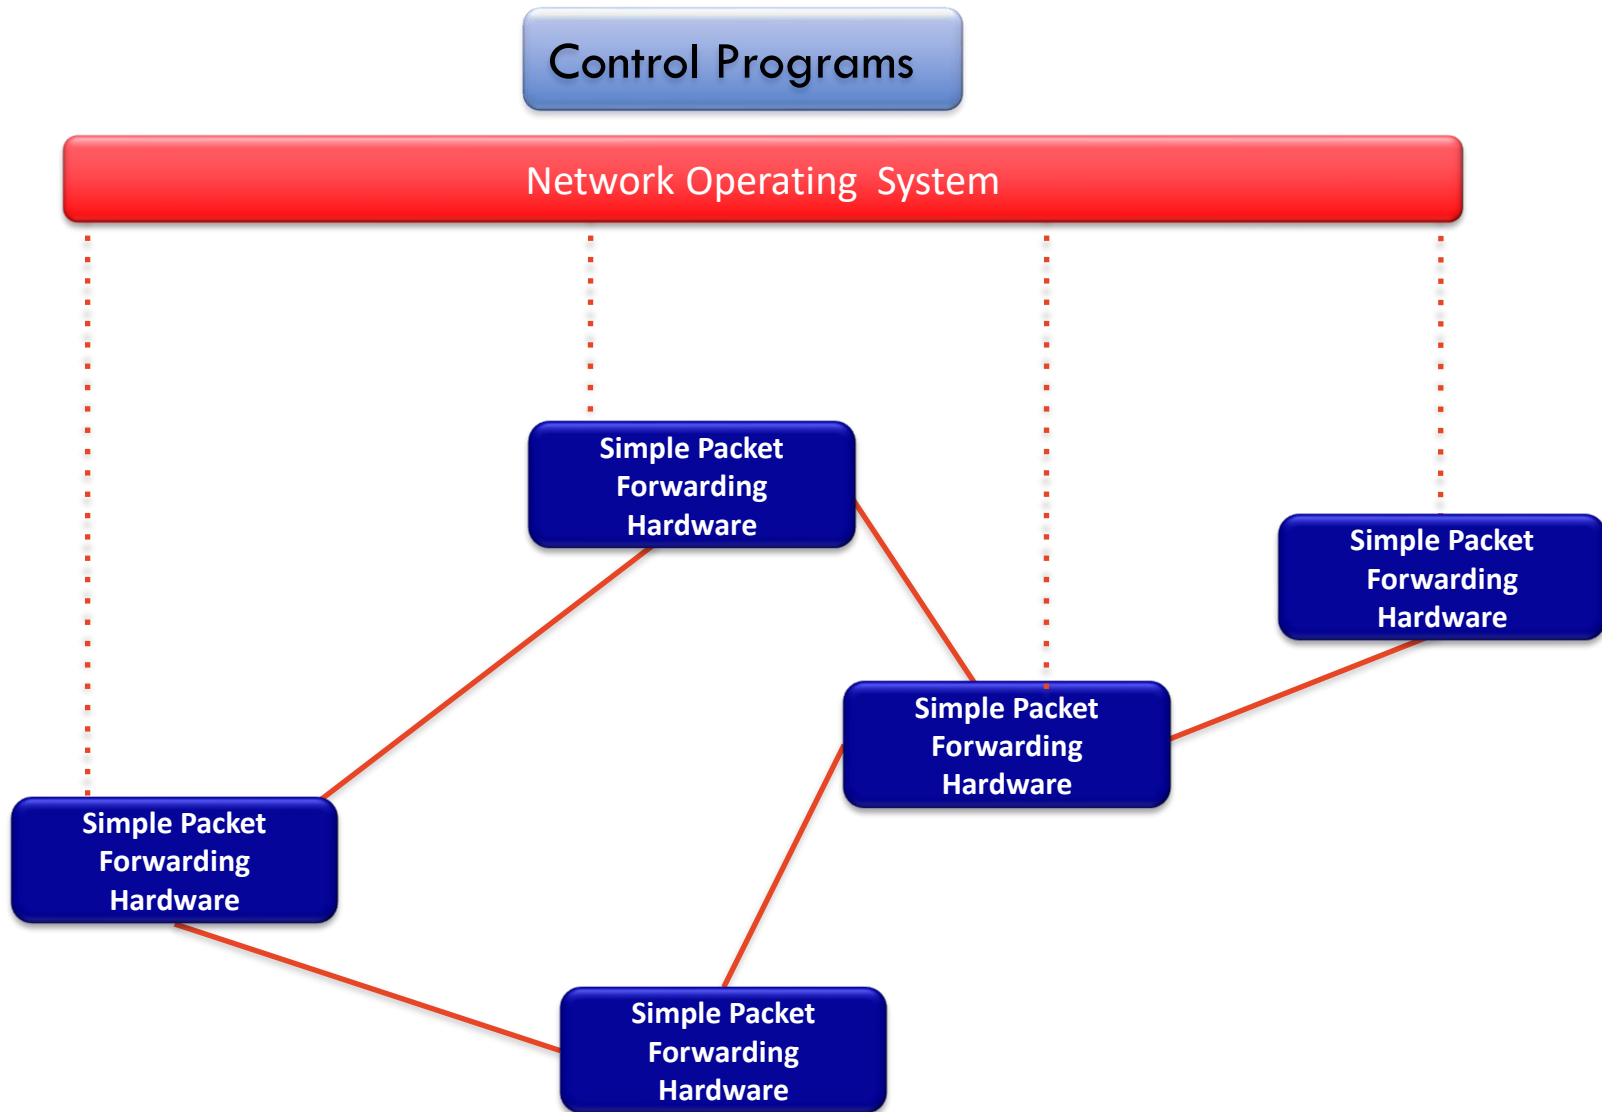 Control Programs
Network Operating  System
Simple Packet
Forwarding
Hardware
Simple Packet
Forwarding
Hardware
Simple Packet
Forwarding
Hardware
Simple Packet
Forwarding
Hardware
Simple Packet
Forwarding
Hardware